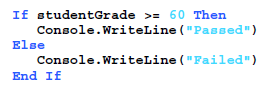 If studentGrade >= 60 Then
   Console.WriteLine("Passed")
Else
   Console.WriteLine("Failed")
End If